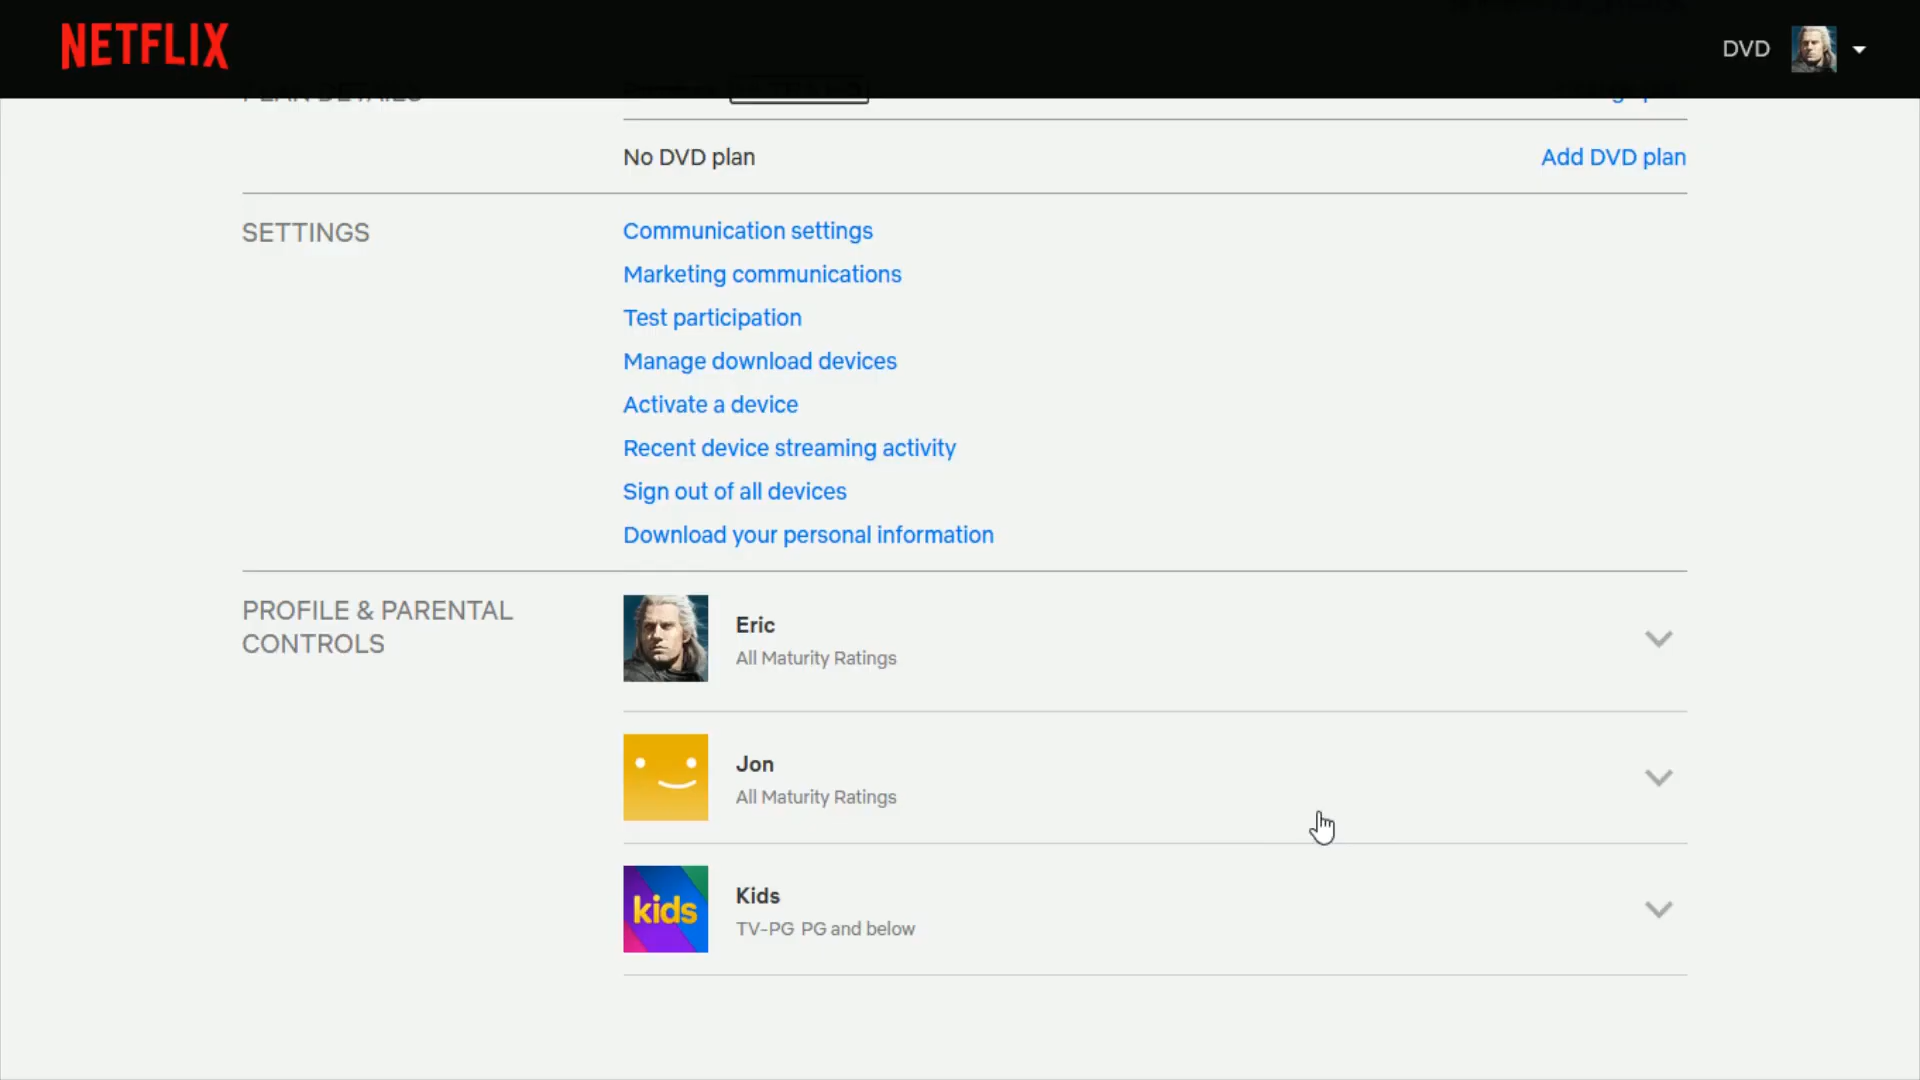 NETFLIX
DVD
PLAN DETAILS
No DVD plan
Add DVD plan
SETTINGS
Communication settings
Marketing communications
Test participation
Manage download devices
Activate a device
Recent device streaming activity
Sign out of all devices
Download your personal information
PROFILE & PARENTAL
CONTROLS
Eric
All Maturity Ratings
Jon
All Maturity Ratings
kids
Kids
TV-PG PG and below